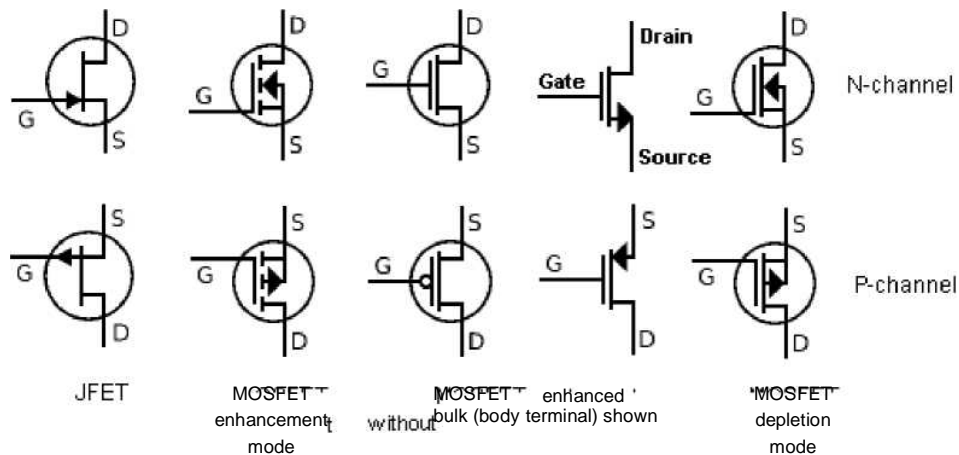 D D D Drain D
G G G Gate G N-channel
S S S Source S
S S S S S
G G G G G P-channel
D D D D D
JFET MOSFET MOSFET enhanced MOSFET
enhancement without bulk (body terminal) shown depletion
mode mode